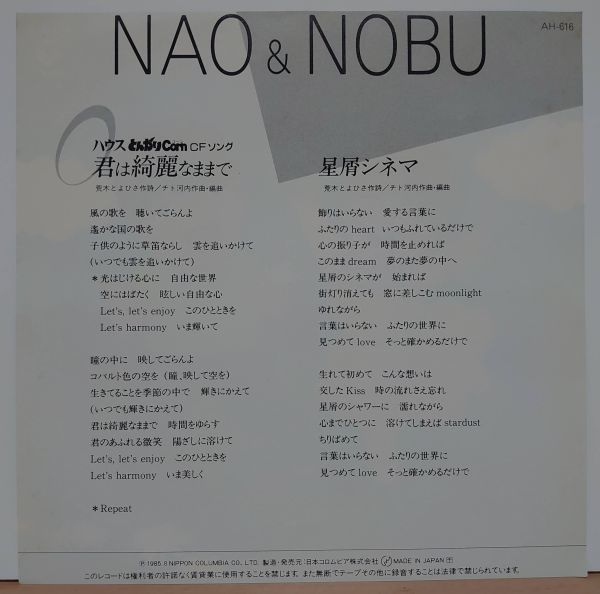 NAO & NOBU
AH-616
ハウス とんがりCorn CFソング
君は綺麗なままで
荒木とよひさ作詩/チト河内作曲・編曲
風の歌を 聴いてごらんよ
遙かな国の歌を
子供のように草笛ならし 雲を追いかけて
(いつでも雲を追いかけて)
＊光はじける心に 自由な世界
空にはばたく 眩しい自由な心
Let's, let's enjoy このひとときを
Let's harmony いま輝いて
瞳の中に 映してごらんよ
コバルト色の空を (瞳、映して空を)
生きてることを季節の中で 輝きにかえて
(いつでも輝きにかえて)
君は綺麗なままで 時間をゆらす
君のあふれる微笑 陽ざしに溶けて
Let's, let's enjoy このひとときを
Let's harmony いま美しく
＊Repeat
星屑シネマ
荒木とよひさ作詩/チト河内作曲・編曲
飾りはいらない 愛する言葉に
ふたりの heart いつもふれているだけで
心の振り子が 時間を止めれば
このまま dream 夢のまた夢の中へ
星屑のシネマが 始まれば
街灯り消えても 窓に差しこむ moonlight
ゆれながら
言葉はいらない ふたりの世界に
見つめて love そっと確かめるだけで
生れて初めて こんな想いは
交した Kiss 時の流れさえ忘れ
星屑のシャワーに 濡れながら
心までひとつに 溶けてしまえば stardust
ちりばめて
言葉はいらない ふたりの世界に
見つめて love そっと確かめるだけで
Ⓟ1985.8 NIPPON COLUMBIA CO., LTD. 製造・発売元:日本コロムビア株式会社 MADE IN JAPAN
このレコードは権利者の許諾なく賃貸業に使用することを禁じます。また無断でテープその他に録音することは法律で禁じられています。